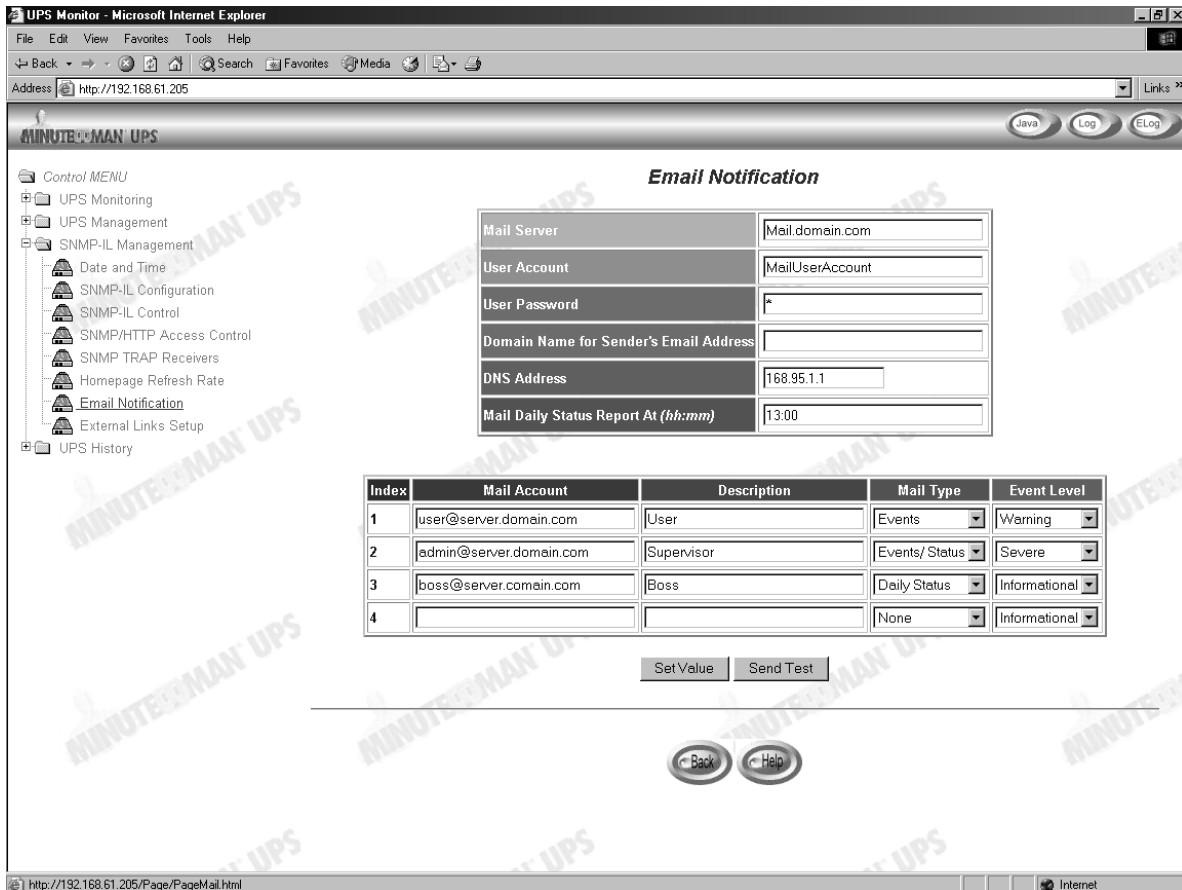 UPS Monitor - Microsoft Internet Explorer
File Edit View Favorites Tools Help
Back Search Favorites Media
Address http://192.168.61.205 Links »
MINUTEMAN UPS
Java Log ELog
Control MENU
UPS Monitoring
UPS Management
SNMP-IL Management
Date and Time
SNMP-IL Configuration
SNMP-IL Control
SNMP/HTTP Access Control
SNMP TRAP Receivers
Homepage Refresh Rate
Email Notification
External Links Setup
UPS History
Email Notification
Mail Server Mail.domain.com
User Account MailUserAccount
User Password *
Domain Name for Sender's Email Address
DNS Address 168.95.1.1
Mail Daily Status Report At (hh:mm) 13:00
Index Mail Account Description Mail Type Event Level
1 user@server.domain.com User Events Warning
2 admin@server.domain.com Supervisor Events/ Status Severe
3 boss@server.comain.com Boss Daily Status Informational
4 None Informational
Set Value Send Test
Back Help
http://192.168.61.205/Page/PageMail.html Internet